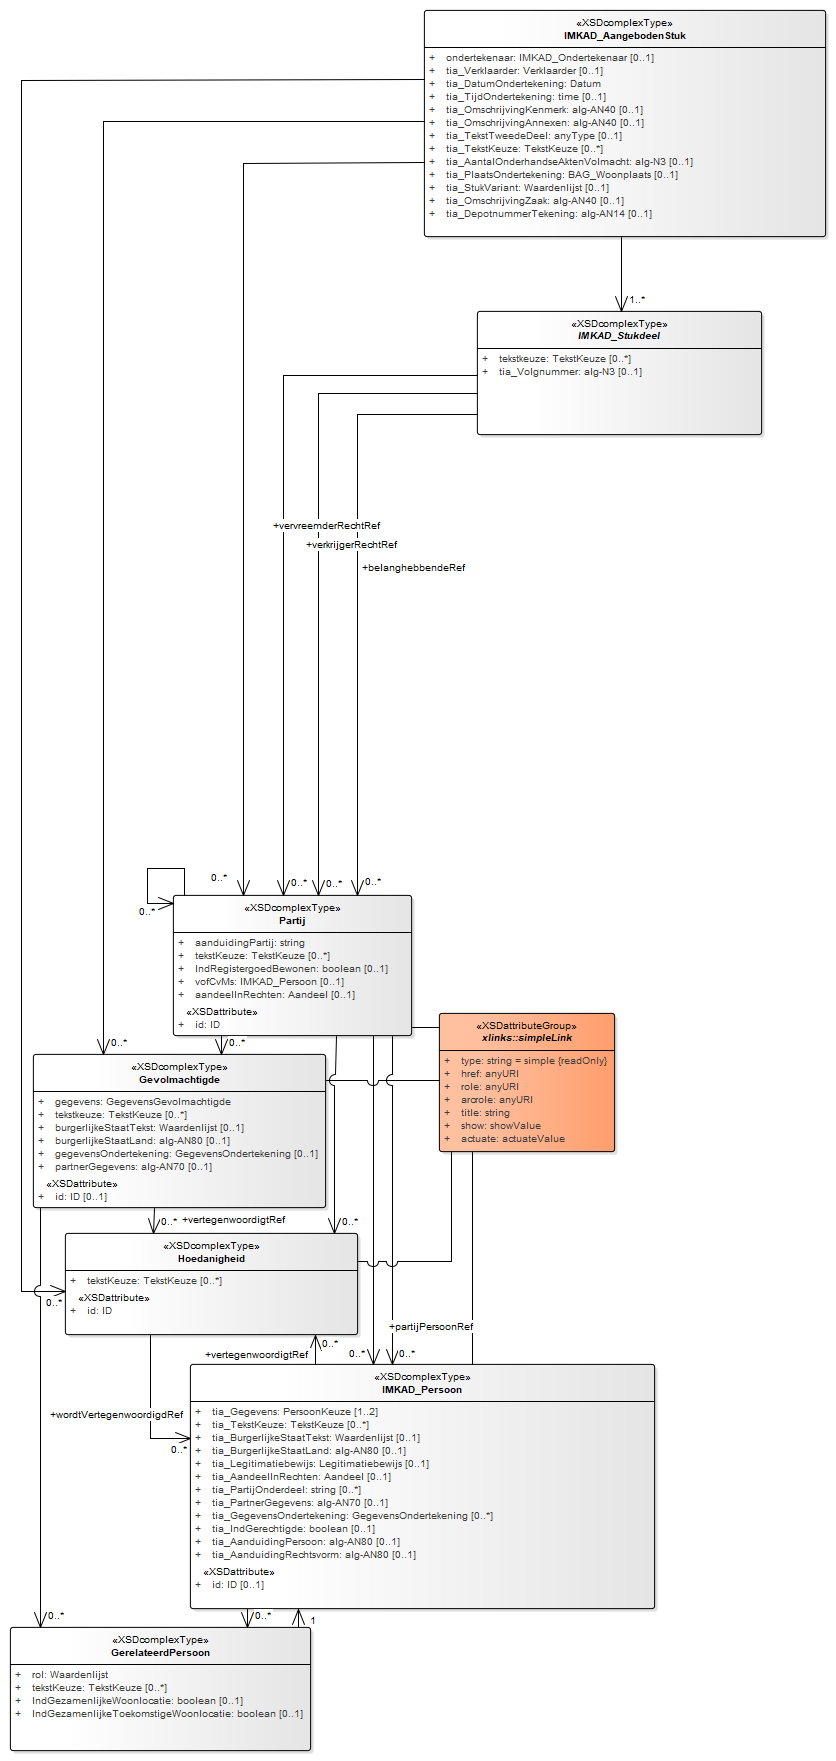 «XSDcomplexType»
IMKAD_AangebodenStuk
+ ondertekenaar: IMKAD_Ondertekenaar [0..1]
+ tia_Verklaarder: Verklaarder [0..1]
+ tia_DatumOndertekening: Datum
+ tia_TijdOndertekening: time [0..1]
+ tia_OmschrijvingKenmerk: alg-AN40 [0..1]
+ tia_OmschrijvingAnnexen: alg-AN40 [0..1]
+ tia_TekstTweedeDeel: anyType [0..1]
+ tia_TekstKeuze: TekstKeuze [0..*]
+ tia_AantalOnderhandseAktenVolmacht: alg-N3 [0..1]
+ tia_PlaatsOndertekening: BAG_Woonplaats [0..1]
+ tia_StukVariant: Waardenlijst [0..1]
+ tia_OmschrijvingZaak: alg-AN40 [0..1]
+ tia_DepotnummerTekening: alg-AN14 [0..1]
1..*
«XSDcomplexType»
IMKAD_Stukdeel
+ tekstkeuze: TekstKeuze [0..*]
+ tia_Volgnummer: alg-N3 [0..1]
+vervreemderRechtRef
+verkrijgerRechtRef
+belanghebbendeRef
0..*
0..*
0..*
0..*
0..*
«XSDcomplexType»
Partij
+ aanduidingPartij: string
+ tekstKeuze: TekstKeuze [0..*]
+ IndRegistergoedBewonen: boolean [0..1]
+ vofCvMs: IMKAD_Persoon [0..1]
+ aandeelInRechten: Aandeel [0..1]
«XSDattribute»
+ id: ID
«XSDattributeGroup»
xlinks::simpleLink
+ type: string = simple {readOnly}
+ href: anyURI
+ role: anyURI
+ arcrole: anyURI
+ title: string
+ show: showValue
+ actuate: actuateValue
0..*
0..*
«XSDcomplexType»
Gevolmachtigde
+ gegevens: GegevensGevolmachtigde
+ tekstkeuze: TekstKeuze [0..*]
+ burgerlijkeStaatTekst: Waardenlijst [0..1]
+ burgerlijkeStaatLand: alg-AN80 [0..1]
+ gegevensOndertekening: GegevensOndertekening [0..1]
+ partnerGegevens: alg-AN70 [0..1]
«XSDattribute»
+ id: ID [0..1]
0..*
+vertegenwoordigtRef
0..*
«XSDcomplexType»
Hoedanigheid
+ tekstKeuze: TekstKeuze [0..*]
«XSDattribute»
+ id: ID
0..*
+partijPersoonRef
0..*
+vertegenwoordigtRef
0..*
0..*
«XSDcomplexType»
IMKAD_Persoon
+ tia_Gegevens: PersoonKeuze [1..2]
+ tia_TekstKeuze: TekstKeuze [0..*]
+ tia_BurgerlijkeStaatTekst: Waardenlijst [0..1]
+ tia_BurgerlijkeStaatLand: alg-AN80 [0..1]
+ tia_Legitimatiebewijs: Legitimatiebewijs [0..1]
+ tia_AandeelInRechten: Aandeel [0..1]
+ tia_PartijOnderdeel: string [0..*]
+ tia_PartnerGegevens: alg-AN70 [0..1]
+ tia_GegevensOndertekening: GegevensOndertekening [0..*]
+ tia_IndGerechtigde: boolean [0..1]
+ tia_AanduidingPersoon: alg-AN80 [0..1]
+ tia_AanduidingRechtsvorm: alg-AN80 [0..1]
«XSDattribute»
+ id: ID [0..1]
+wordtVertegenwoordigdRef
0..*
0..*
0..*
1
«XSDcomplexType»
GerelateerdPersoon
+ rol: Waardenlijst
+ tekstKeuze: TekstKeuze [0..*]
+ IndGezamenlijkeWoonlocatie: boolean [0..1]
+ IndGezamenlijkeToekomstigeWoonlocatie: boolean [0..1]